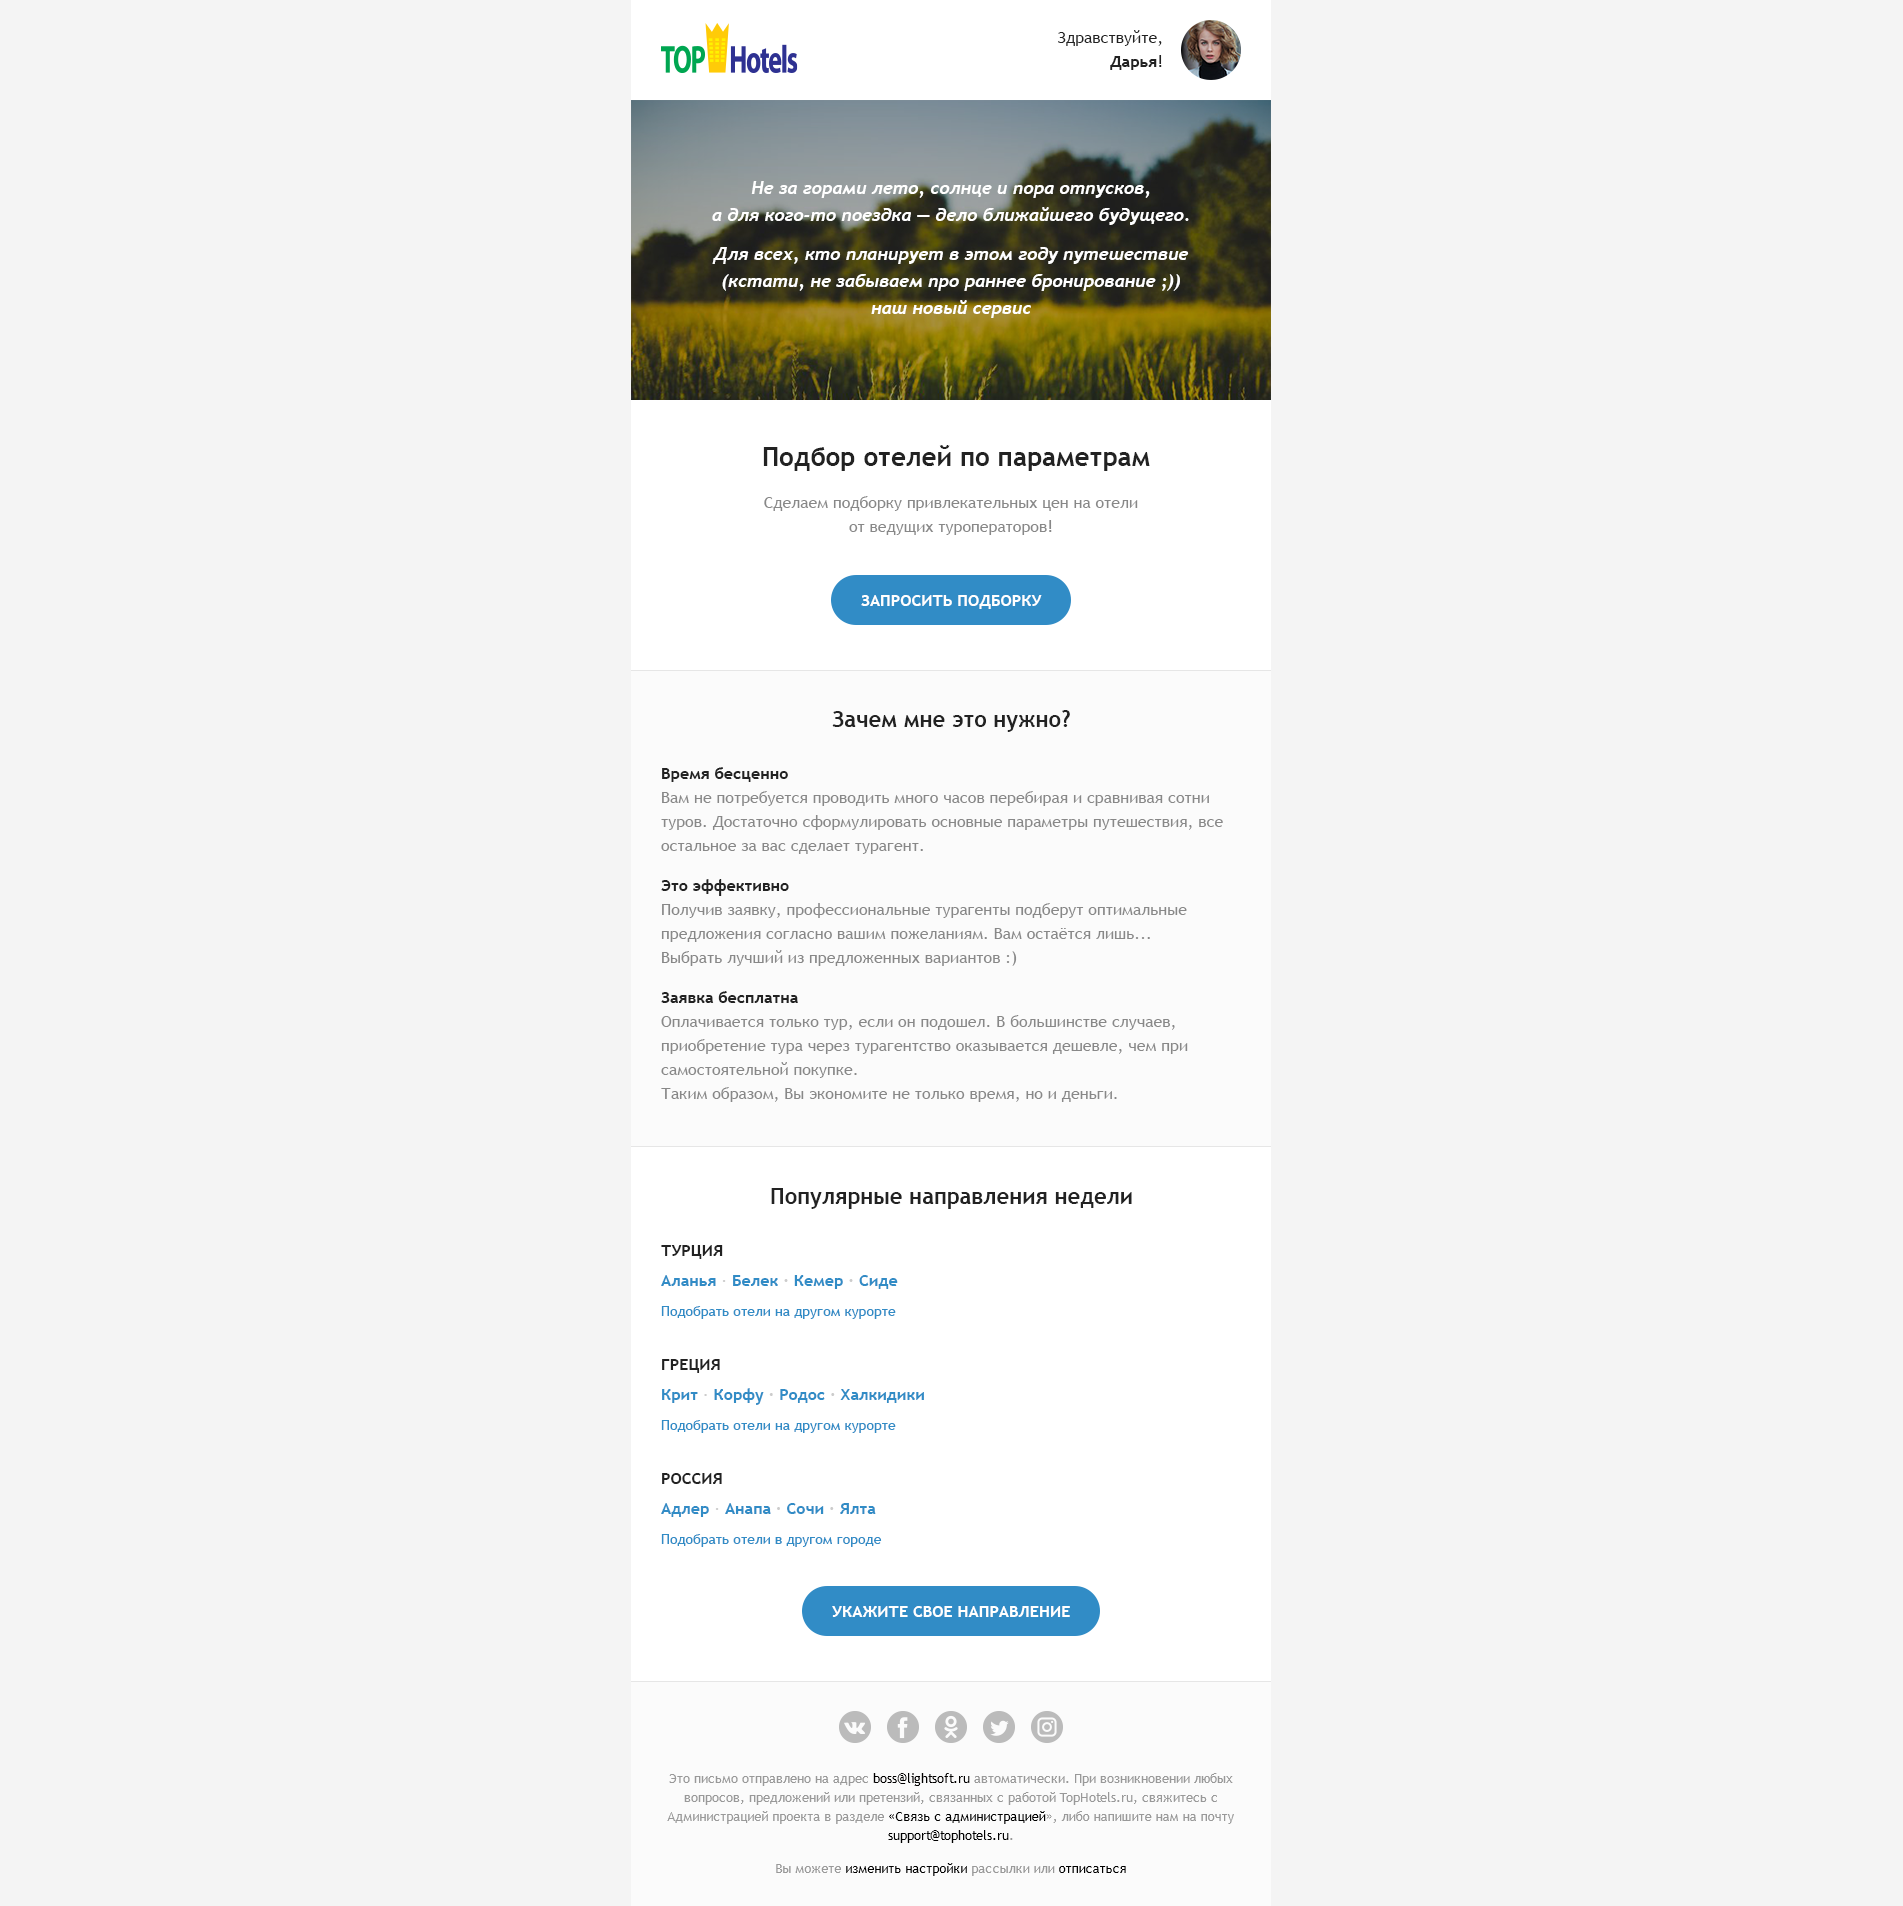 TOP Hotels
Здравствуйте,
Дарья!
Не за горами лето, солнце и пора отпусков,
а для кого-то поездка — дело ближайшего будущего.
Для всех, кто планирует в этом году путешествие
(кстати, не забываем про раннее бронирование ;))
наш новый сервис
Подбор отелей по параметрам
Сделаем подборку привлекательных цен на отели
от ведущих туроператоров!
ЗАПРОСИТЬ ПОДБОРКУ
Зачем мне это нужно?
Время бесценно
Вам не потребуется проводить много часов перебирая и сравнивая сотни
туров. Достаточно сформулировать основные параметры путешествия, все
остальное за вас сделает турагент.
Это эффективно
Получив заявку, профессиональные турагенты подберут оптимальные
предложения согласно вашим пожеланиям. Вам остаётся лишь...
Выбрать лучший из предложенных вариантов :)
Заявка бесплатна
Оплачивается только тур, если он подошел. В большинстве случаев,
приобретение тура через турагентство оказывается дешевле, чем при
самостоятельной покупке.
Таким образом, Вы экономите не только время, но и деньги.
Популярные направления недели
ТУРЦИЯ
Аланья · Белек · Кемер · Сиде
Подобрать отели на другом курорте
ГРЕЦИЯ
Крит · Корфу · Родос · Халкидики
Подобрать отели на другом курорте
РОССИЯ
Адлер · Анапа · Сочи · Ялта
Подобрать отели в другом городе
УКАЖИТЕ СВОЕ НАПРАВЛЕНИЕ
Это письмо отправлено на адрес boss@lightsoft.ru автоматически. При возникновении любых
вопросов, предложений или претензий, связанных с работой TopHotels.ru, свяжитесь с
Администрацией проекта в разделе «Связь с администрацией», либо напишите нам на почту
support@tophotels.ru.
Вы можете изменить настройки рассылки или отписаться